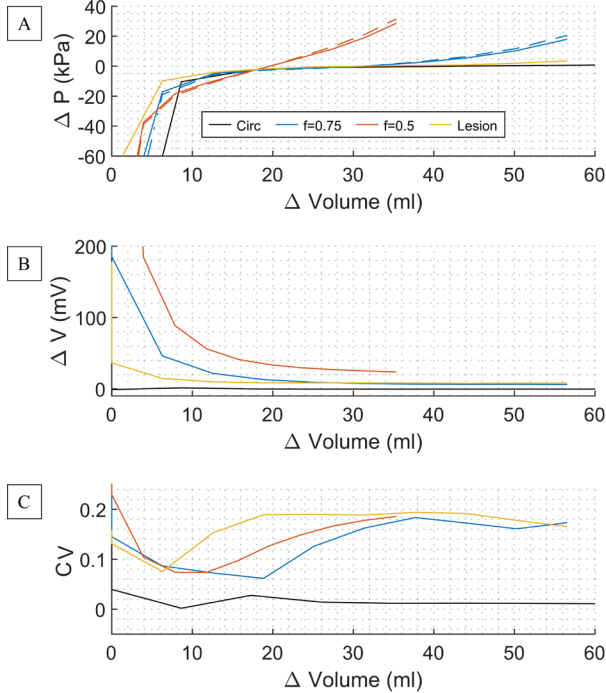 A
Δ P (kPa)
40
20
0
-20
-40
-60
Circ f=0.75 f=0.5 Lesion
0 10 20 30 40 50 60
Δ Volume (ml)
B
Δ V (mV)
200
100
0
0 10 20 30 40 50 60
Δ Volume (ml)
C
CV
0.2
0.1
0
0 10 20 30 40 50 60
Δ Volume (ml)